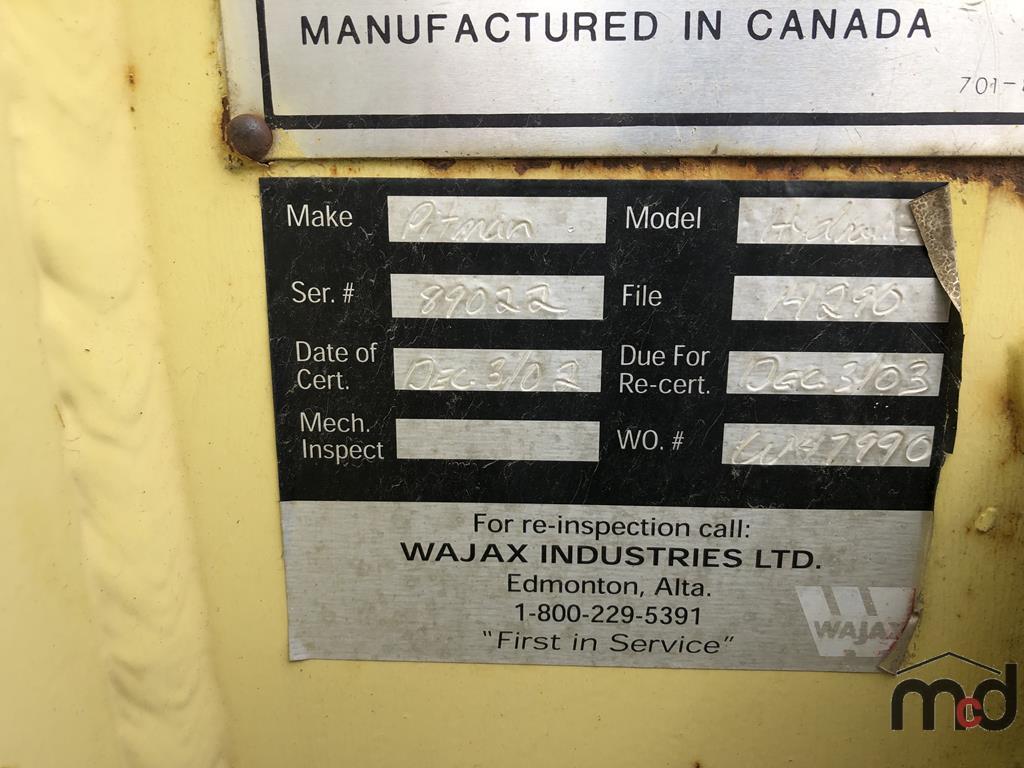 MANUFACTURED IN CANADA
701-
Make Pitman Model
Ser. # 89022 File 14290
Date of Cert. DEC. 3/02 Due For Re-cert. DEC. 3/03
Mech. Inspect WO. #
For re-inspection call:
WAJAX INDUSTRIES LTD.
Edmonton, Alta.
1-800-229-5391
"First in Service"
WAJAX
mcd